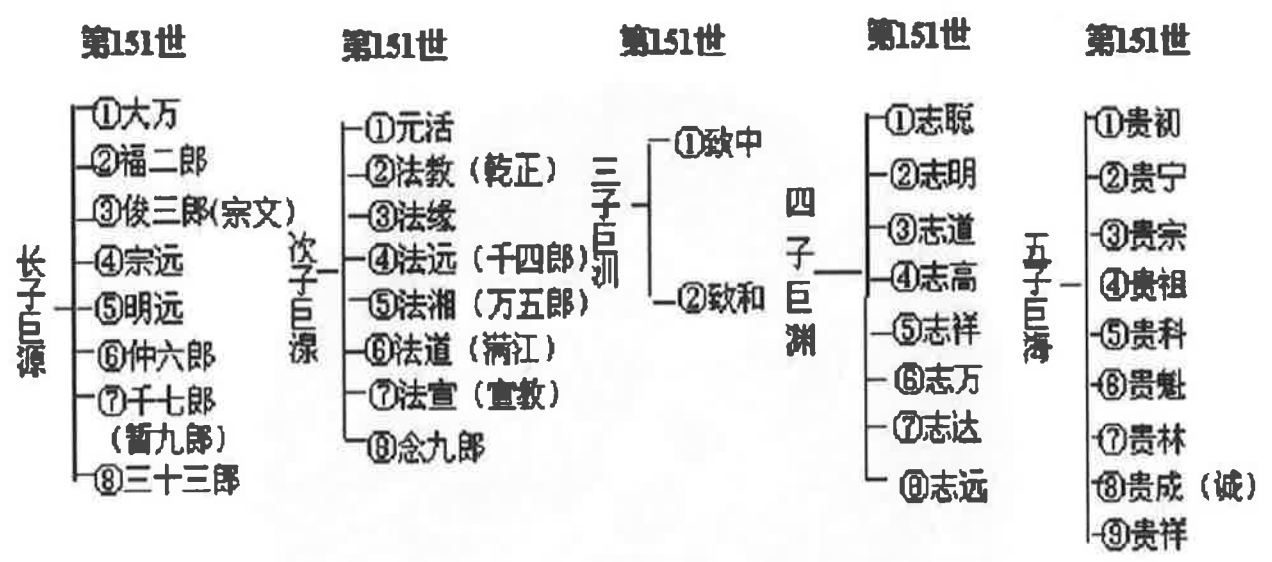 第151世
长子巨源
①大万
②福二郎
③俊三郎(宗文)
④宗远
⑤明远
⑥仲六郎
⑦千七郎
(暂九郎)
⑧三十三郎
第151世
次子巨渌
①元活
②法教(乾正)
③法缘
④法远(千四郎)
⑤法湘(万五郎)
⑥法道(满江)
⑦法宣(宣教)
⑧念九郎
第151世
三子巨训
①致中
②致和
第151世
四子巨渊
①志聪
②志明
③志道
④志高
⑤志祥
⑥志万
⑦志达
⑧志远
第151世
五子巨海
①贵初
②贵宁
③贵宗
④贵祖
⑤贵科
⑥贵魁
⑦贵林
⑧贵成(诚)
⑨贵祥